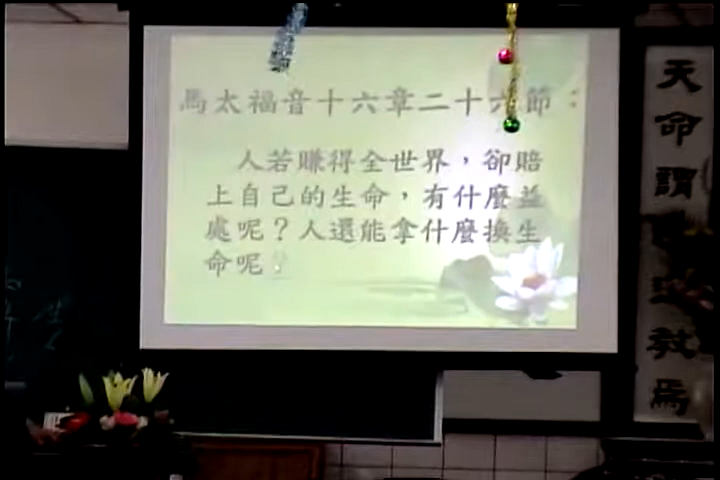 馬太福音十六章二十六節：
人若賺得全世界，卻賠
上自己的生命，有什麼益
處呢？人還能拿什麼換生
命呢？
天命謂
教焉